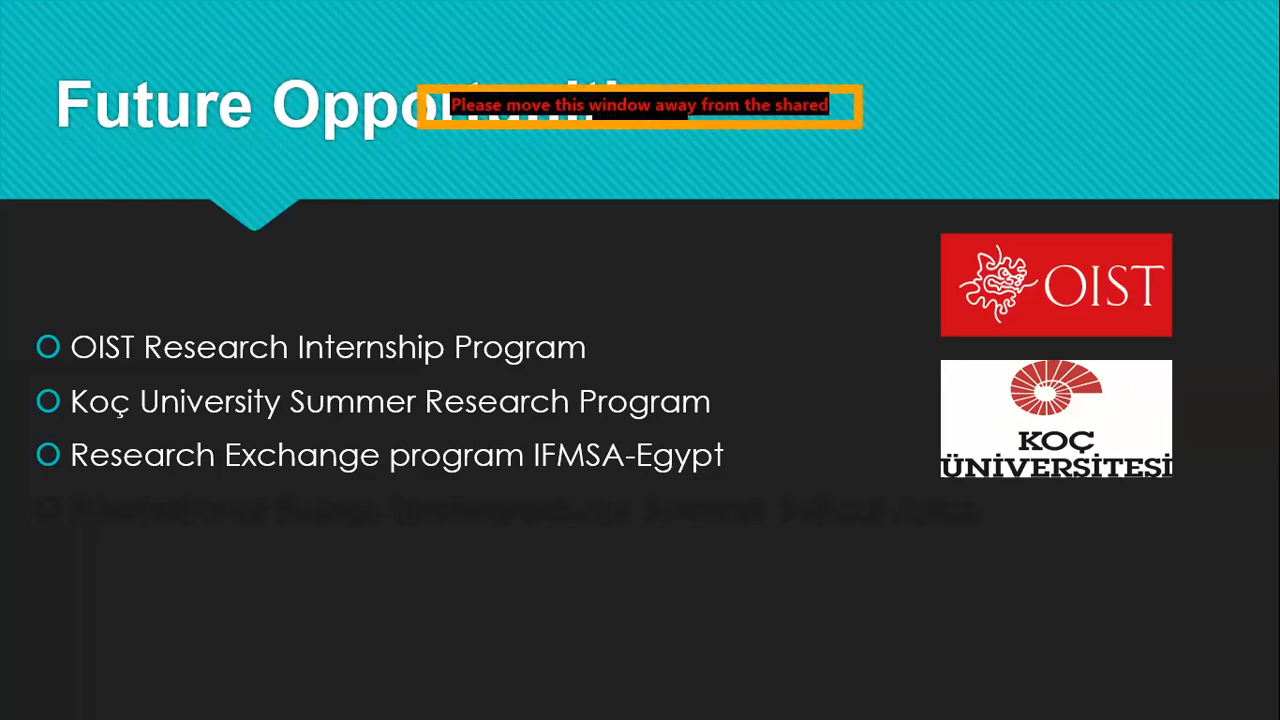 Future Opportuniti
Please move this window away from the shared
OIST
OIST Research Internship Program
Koç University Summer Research Program
Research Exchange program IFMSA-Egypt
KOÇ
ÜNİVERSİTESİ